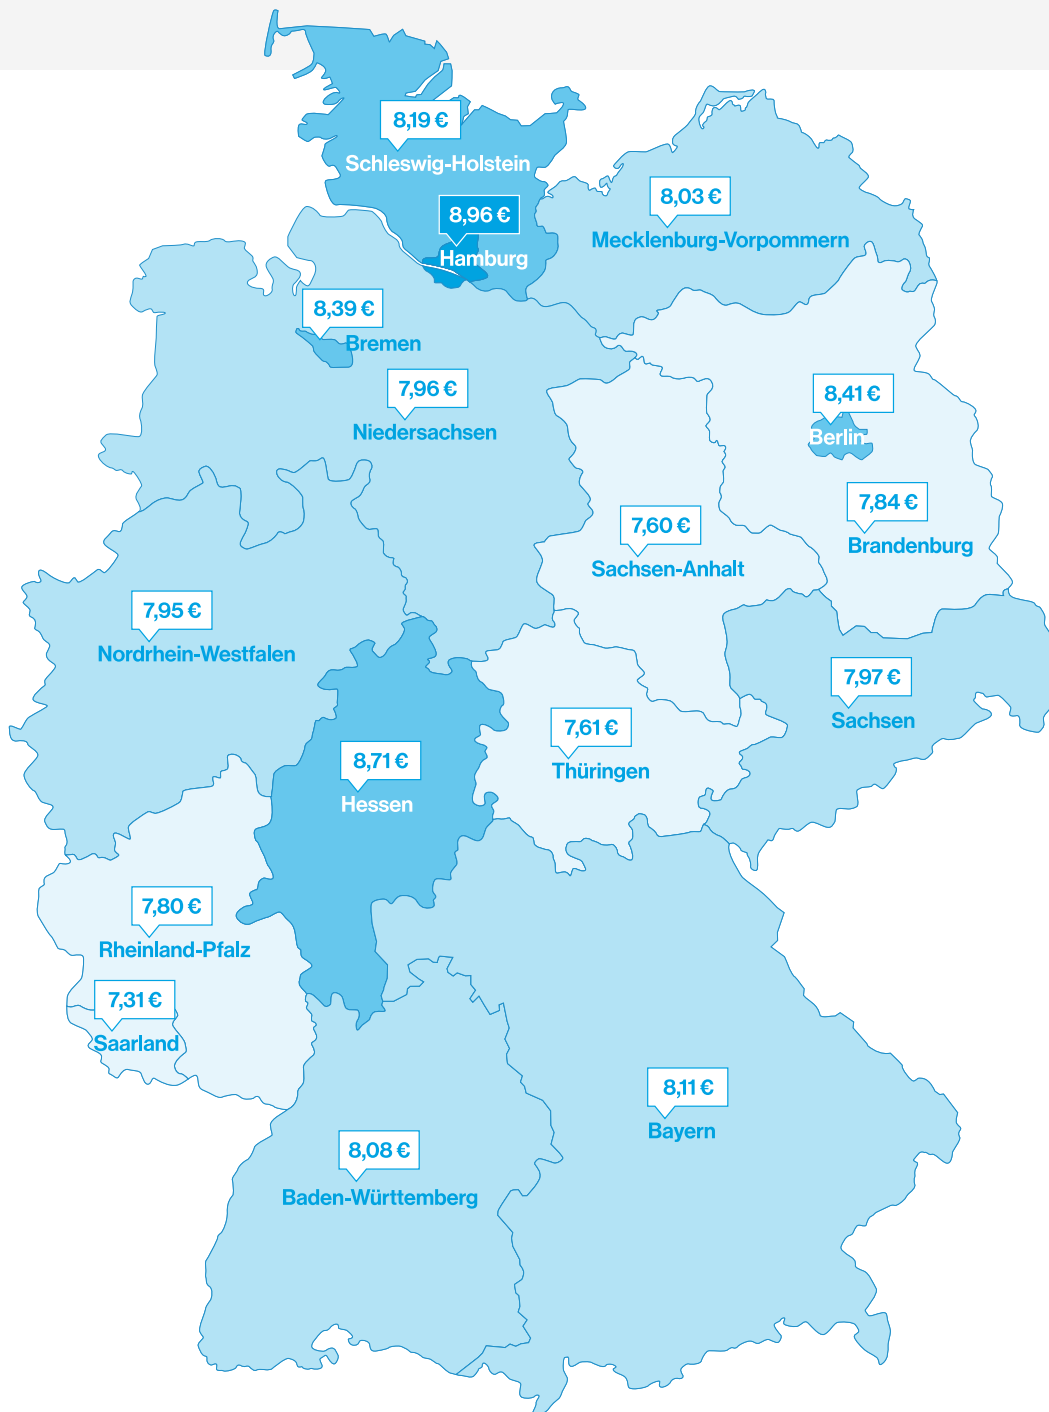 8,19 €
Schleswig-Holstein
8,03 €
Mecklenburg-Vorpommern
8,96 €
Hamburg
8,39 €
Bremen
7,96 €
Niedersachsen
8,41 €
Berlin
7,84 €
Brandenburg
7,60 €
Sachsen-Anhalt
7,95 €
Nordrhein-Westfalen
7,97 €
Sachsen
7,61 €
Thüringen
8,71 €
Hessen
7,80 €
Rheinland-Pfalz
7,31 €
Saarland
8,11 €
Bayern
8,08 €
Baden-Württemberg